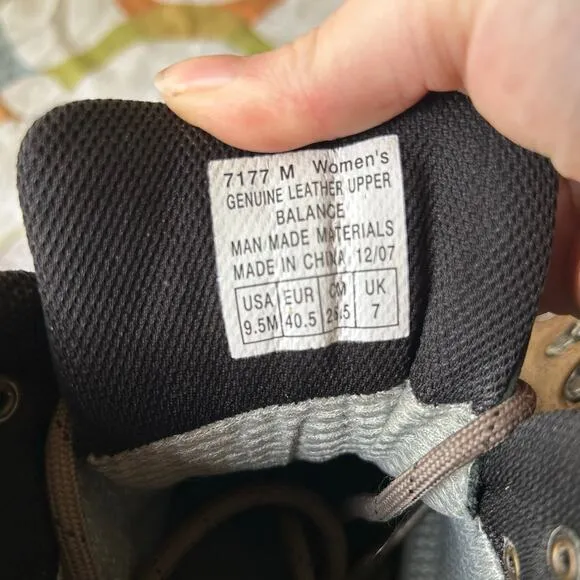 7177 M Women's
GENUINE LEATHER UPPER
BALANCE
MAN MADE MATERIALS
MADE IN CHINA 12/07
USA EUR CM UK
9.5M 40.5 26.5 7